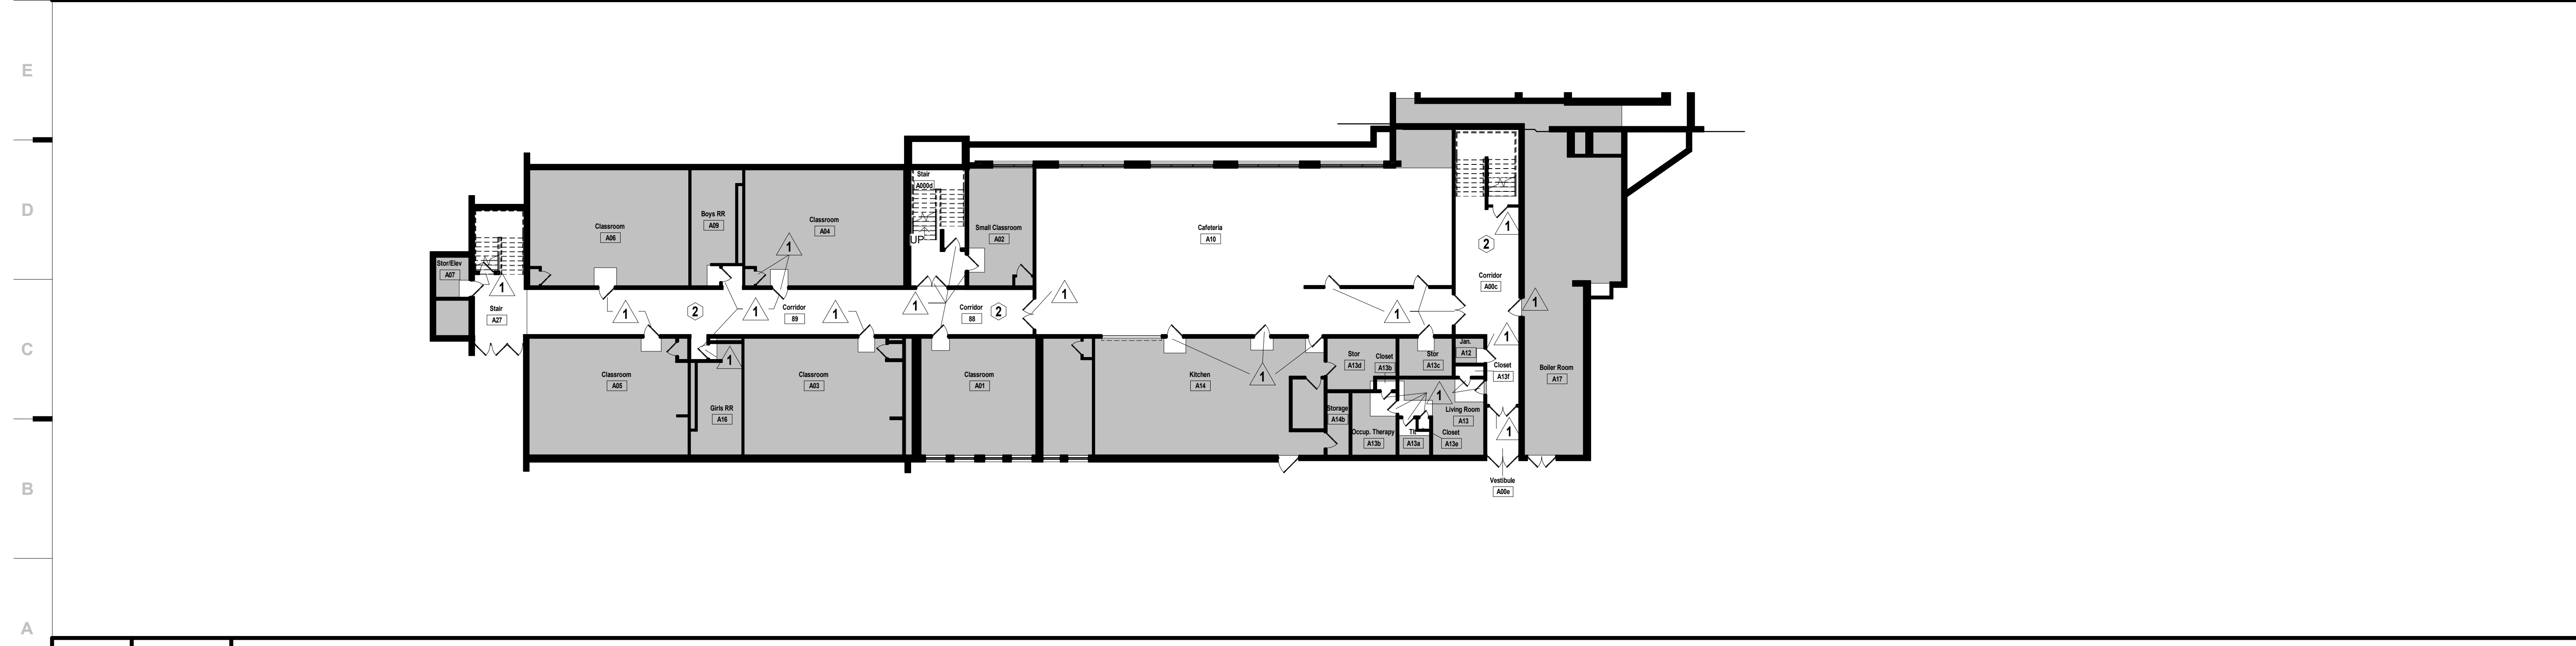 E
D
C
B
A
Stair
A000d
UP
Classroom
A06
Boys RR
A09
Classroom
A04
1
Small Classroom
A02
Cafeteria
A10
1
2
Corridor
A00c
Stor/Elev
A07
1
Stair
A27
1
2
1
Corridor
89
1
1
Corridor
88
2
1
1
1
1
Classroom
A05
1
Classroom
A03
Classroom
A01
Kitchen
A14
1
Stor
A13d
Closet
A13b
Stor
A13c
Jan.
A12
Closet
A13f
Boiler Room
A17
Girls RR
A16
Storage
A14b
Occup. Therapy
A13b
Tlt
A13a
1
Living Room
A13
Closet
A13e
1
Vestibule
A00e